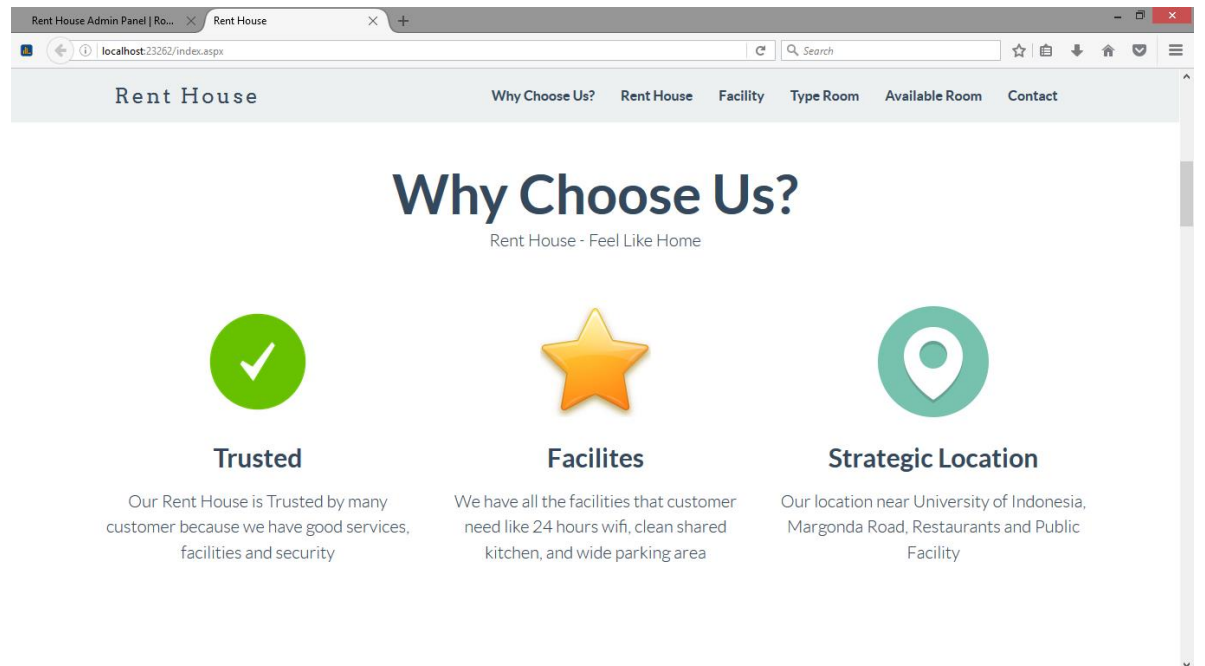 Rent House Admin Panel | Ro...
Rent House
localhost:23262/index.aspx
Search
Rent House
Why Choose Us? Rent House Facility Type Room Available Room Contact
Why Choose Us?
Rent House - Feel Like Home
Trusted
Our Rent House is Trusted by many
customer because we have good services,
facilities and security
Facilites
We have all the facilities that customer
need like 24 hours wifi, clean shared
kitchen, and wide parking area
Strategic Location
Our location near University of Indonesia,
Margonda Road, Restaurants and Public
Facility